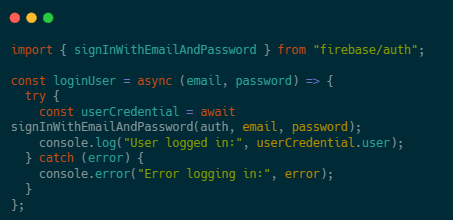 import { signInWithEmailAndPassword } from "firebase/auth";

const loginUser = async (email, password) => {
  try {
    const userCredential = await
signInWithEmailAndPassword(auth, email, password);
    console.log("User logged in:", userCredential.user);
  } catch (error) {
    console.error("Error logging in:", error);
  }
};